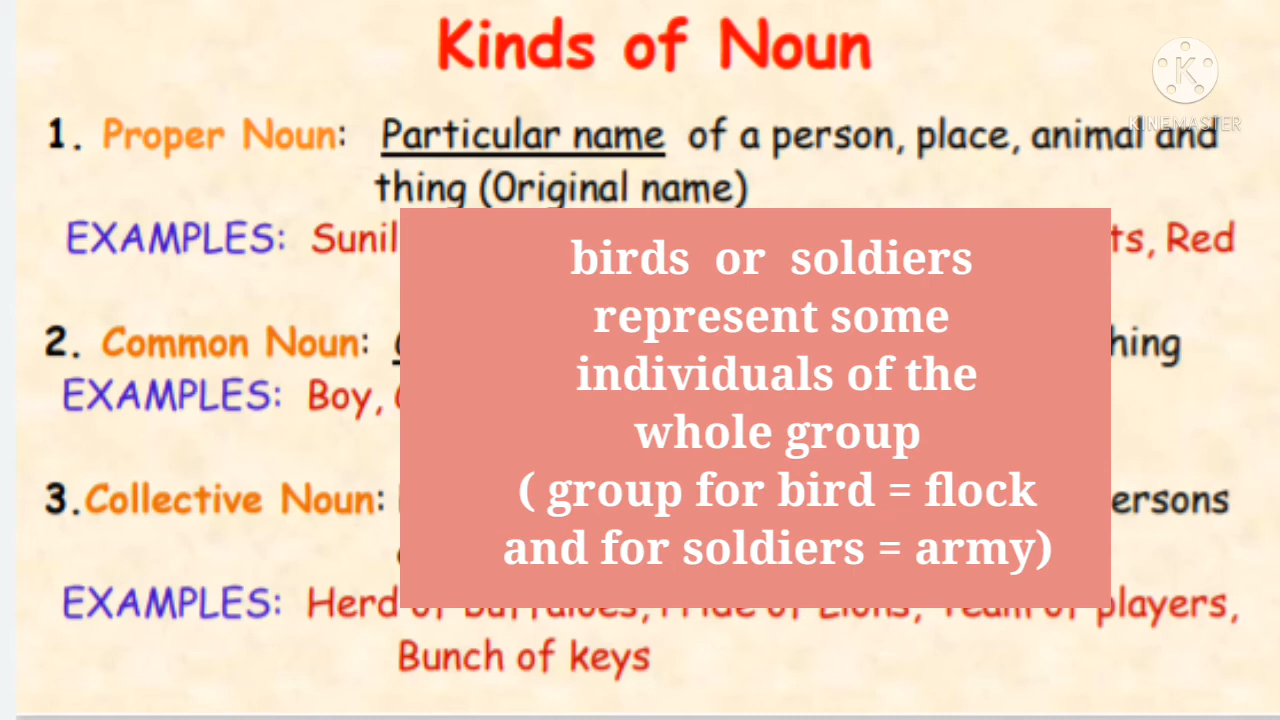 Kinds of Noun
K
KINEMASTER
1. Proper Noun: Particular name of a person, place, animal and
thing (Original name)
EXAMPLES: Sunil ts, Red
birds or soldiers
represent some
individuals of the
whole group
( group for bird = flock
and for soldiers = army)
2. Common Noun: hing
EXAMPLES: Boy,
3.Collective Noun: ersons
EXAMPLES: Herd of buffaloes, Pride of Lions, Team of players,
Bunch of keys